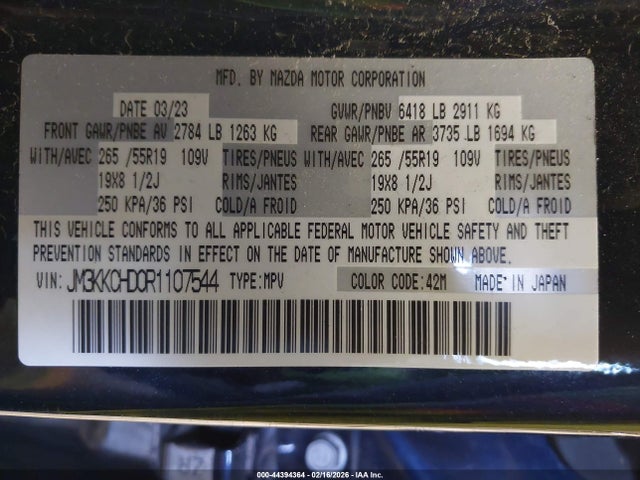 MFD. BY MAZDA MOTOR CORPORATION
DATE 03/23 GVWR/PNBV 6418 LB 2911 KG
FRONT GAWR/PNBE AV 2784 LB 1263 KG REAR GAWR/PNBE AR 3735 LB 1694 KG
WITH/AVEC 265 /55R19 109V TIRES/PNEUS WITH/AVEC 265 /55R19 109V TIRES/PNEUS
19X8 1/2J RIMS/JANTES 19X8 1/2J RIMS/JANTES
250 KPA/36 PSI COLD/A FROID 250 KPA/36 PSI COLD/A FROID
THIS VEHICLE CONFORMS TO ALL APPLICABLE FEDERAL MOTOR VEHICLE SAFETY AND THEFT
PREVENTION STANDARDS IN EFFECT ON THE DATE OF MANUFACTURE SHOWN ABOVE.
VIN: JM3KKCHD0R1107544 TYPE:MPV COLOR CODE:42M MADE IN JAPAN
000-44394364 - 02/16/2026 - IAA Inc.